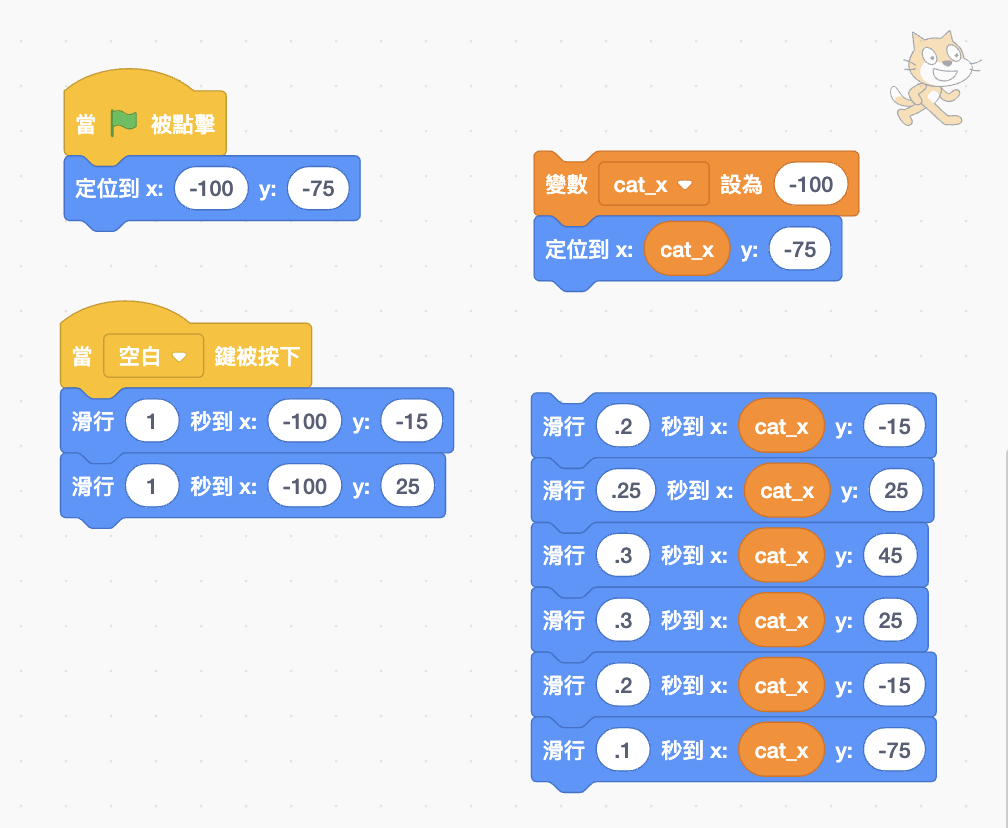 當 被點擊
定位到 x: -100 y: -75
當 空白 鍵被按下
滑行 1 秒到 x: -100 y: -15
滑行 1 秒到 x: -100 y: 25
變數 cat_x 設為 -100
定位到 x: cat_x y: -75
滑行 .2 秒到 x: cat_x y: -15
滑行 .25 秒到 x: cat_x y: 25
滑行 .3 秒到 x: cat_x y: 45
滑行 .3 秒到 x: cat_x y: 25
滑行 .2 秒到 x: cat_x y: -15
滑行 .1 秒到 x: cat_x y: -75